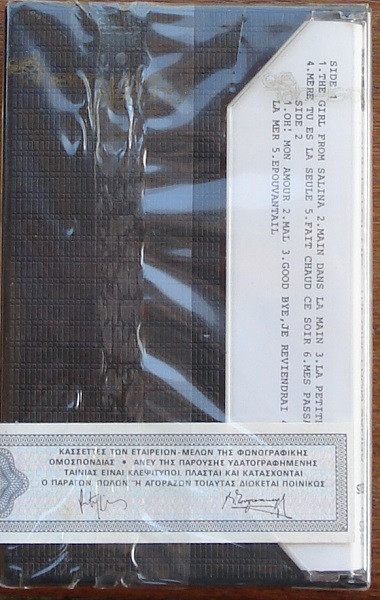 SIDE 1
1.THE GIRL FROM SALINA 2.MAIN DANS LA MAIN 3.LA PETITE
4.MERE TU ES LA SEULE 5.FAIT CHAUD CE SOIR 6.MES PASSA
SIDE 2
1.OH! MON AMOUR 2.MAL 3.GOOD BYE,JE REVIENDRAI 4
LA MER 5.EPOUVANTAIL
ΚΑΣΣΕΤΤΕΣ ΤΩΝ ΕΤΑΙΡΕΙΩΝ-ΜΕΛΩΝ ΤΗΣ ΦΩΝΟΓΡΑΦΙΚΗΣ
ΟΜΟΣΠΟΝΔΙΑΣ • ΑΝΕΥ ΤΗΣ ΠΑΡΟΥΣΗΣ ΥΔΑΤΟΓΡΑΦΗΜΕΝΗΣ
ΤΑΙΝΙΑΣ ΕΙΝΑΙ ΚΛΕΨΙΤΥΠΟΙ, ΠΛΑΣΤΑΙ ΚΑΙ ΚΑΤΑΣΧΟΝΤΑΙ
Ο ΠΑΡΑΓΩΝ, ΠΩΛΩΝ Ή ΑΓΟΡΑΖΩΝ ΤΟΙΑΥΤΑΣ ΔΙΩΚΕΤΑΙ ΠΟΙΝΙΚΩΣ